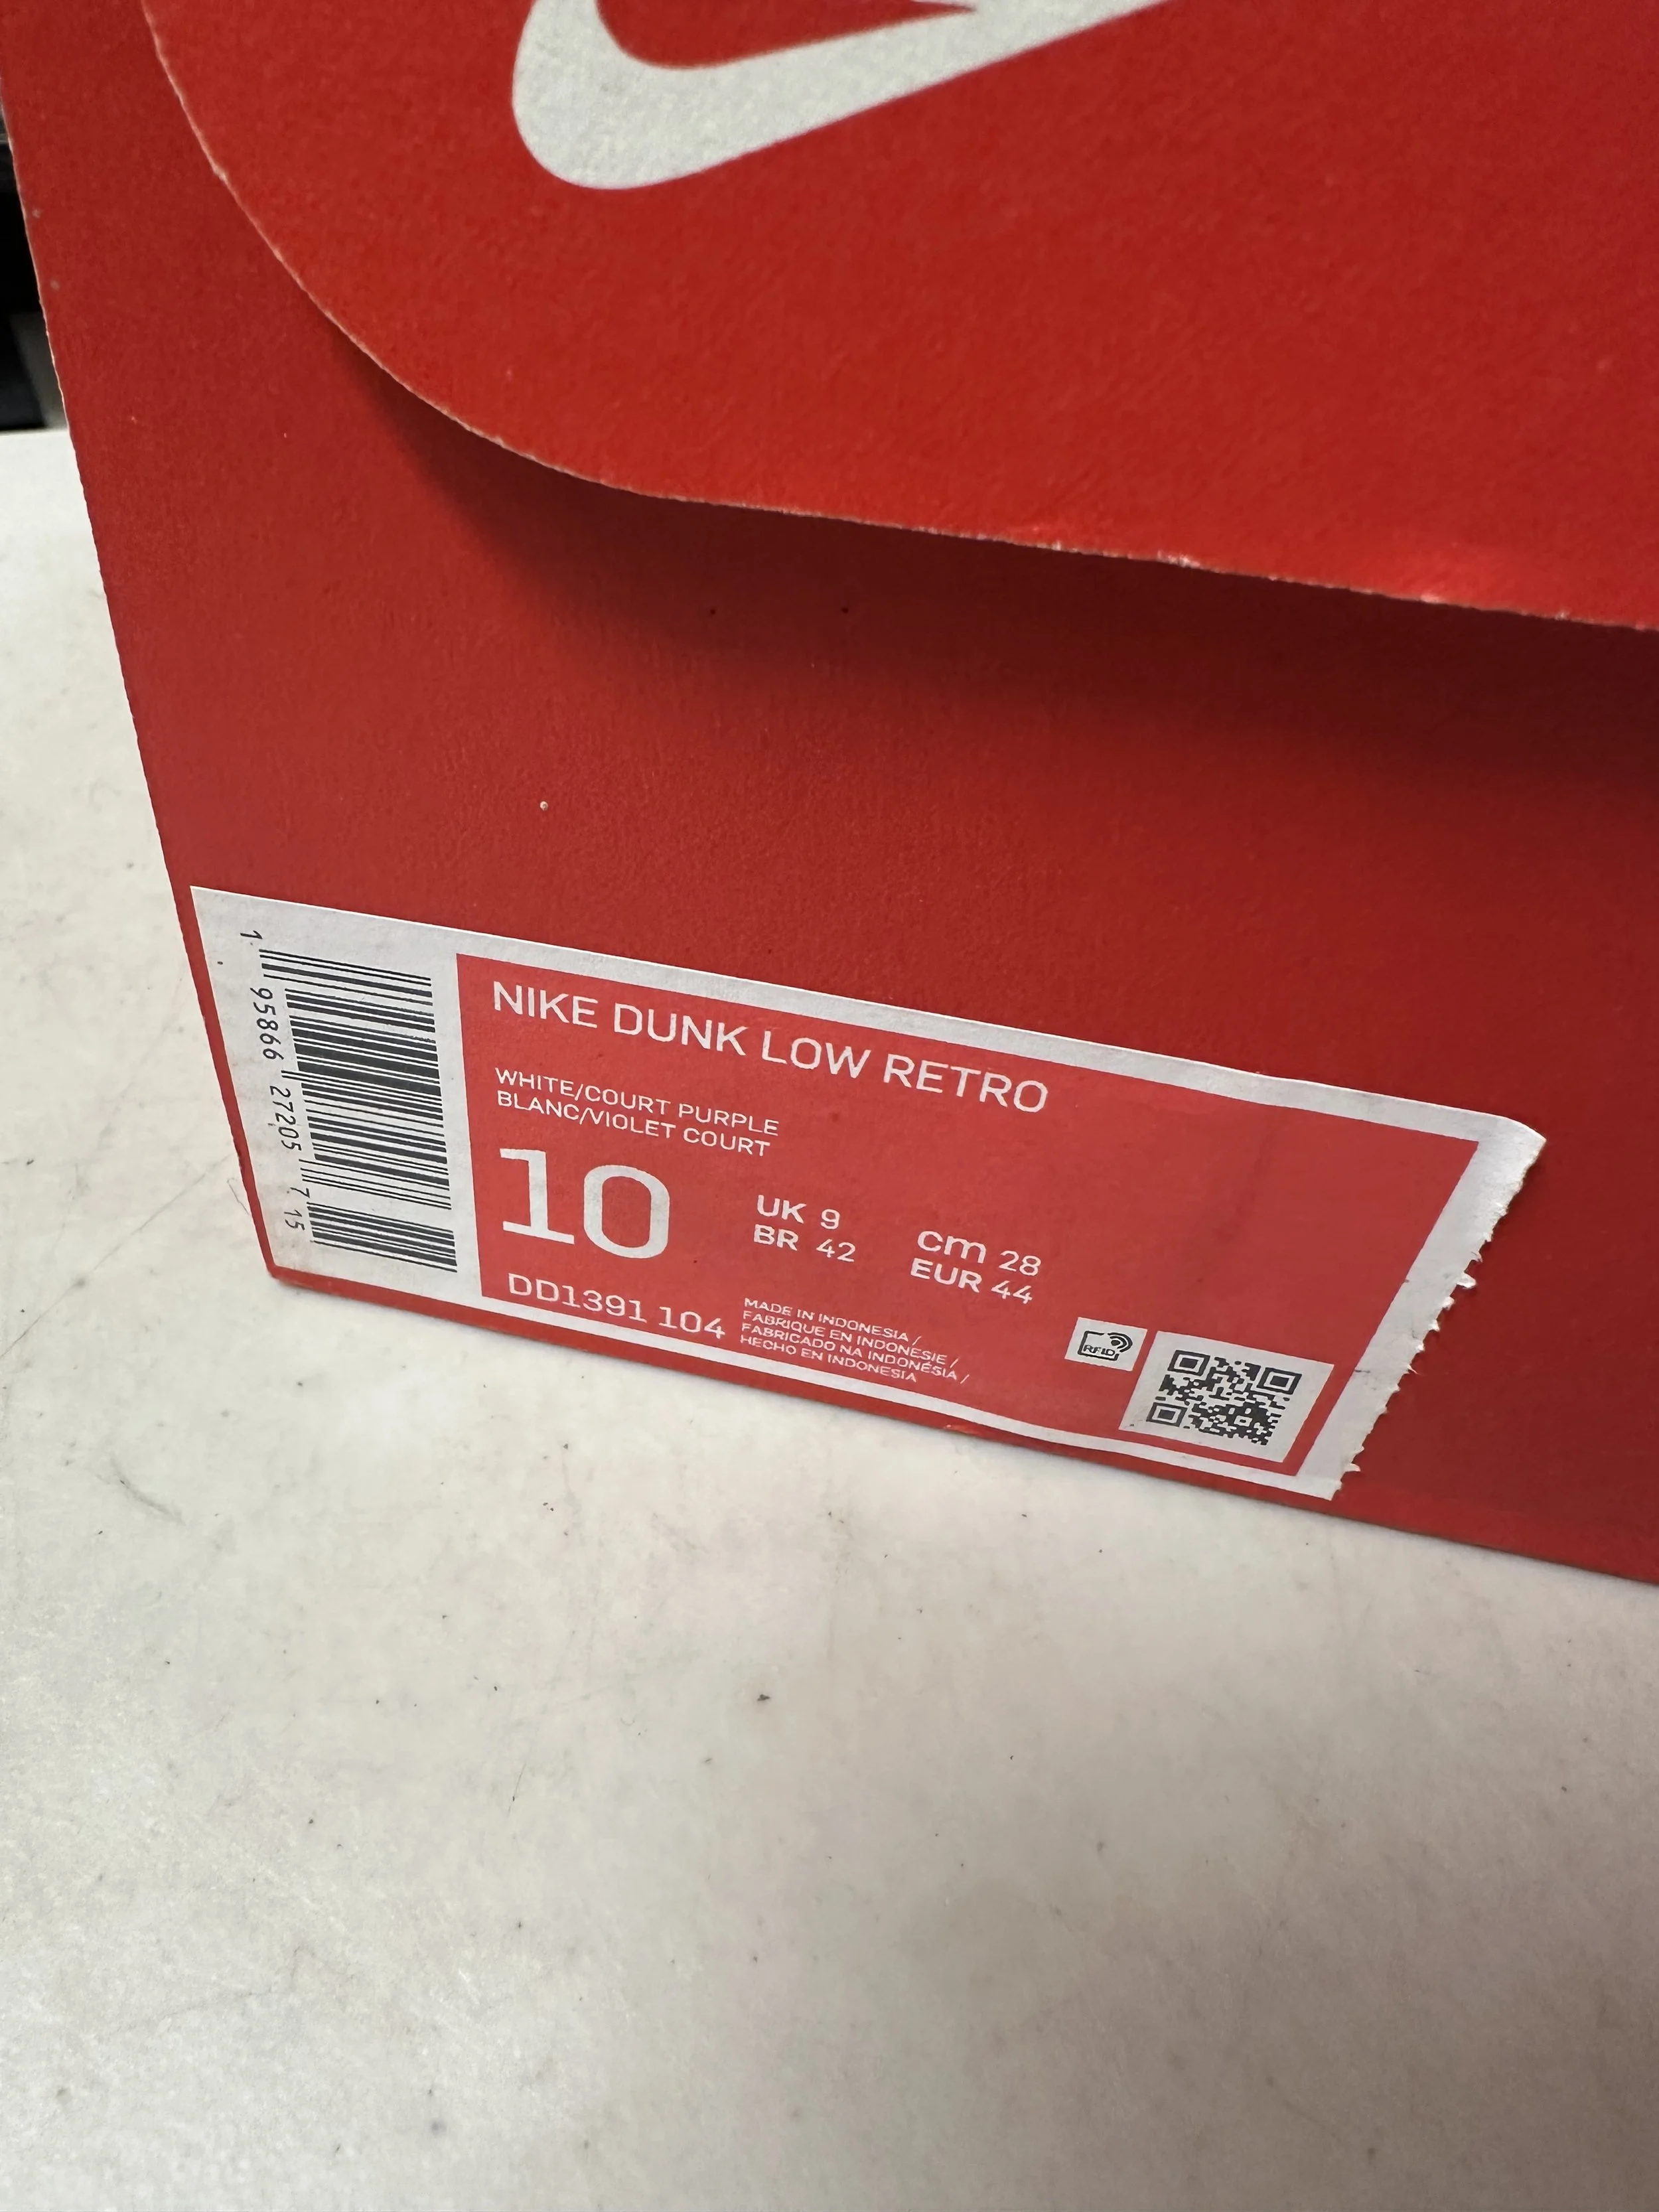 NIKE DUNK LOW RETRO
WHITE/COURT PURPLE
BLANC/VIOLET COURT
10
UK 9
BR 42
cm 28
EUR 44
DD1391 104
MADE IN INDONESIA /
FABRIQUE EN INDONESIE /
FABRICADO NA INDONÉSIA /
HECHO EN INDONESIA
RFID
1 95866 27205 7 15